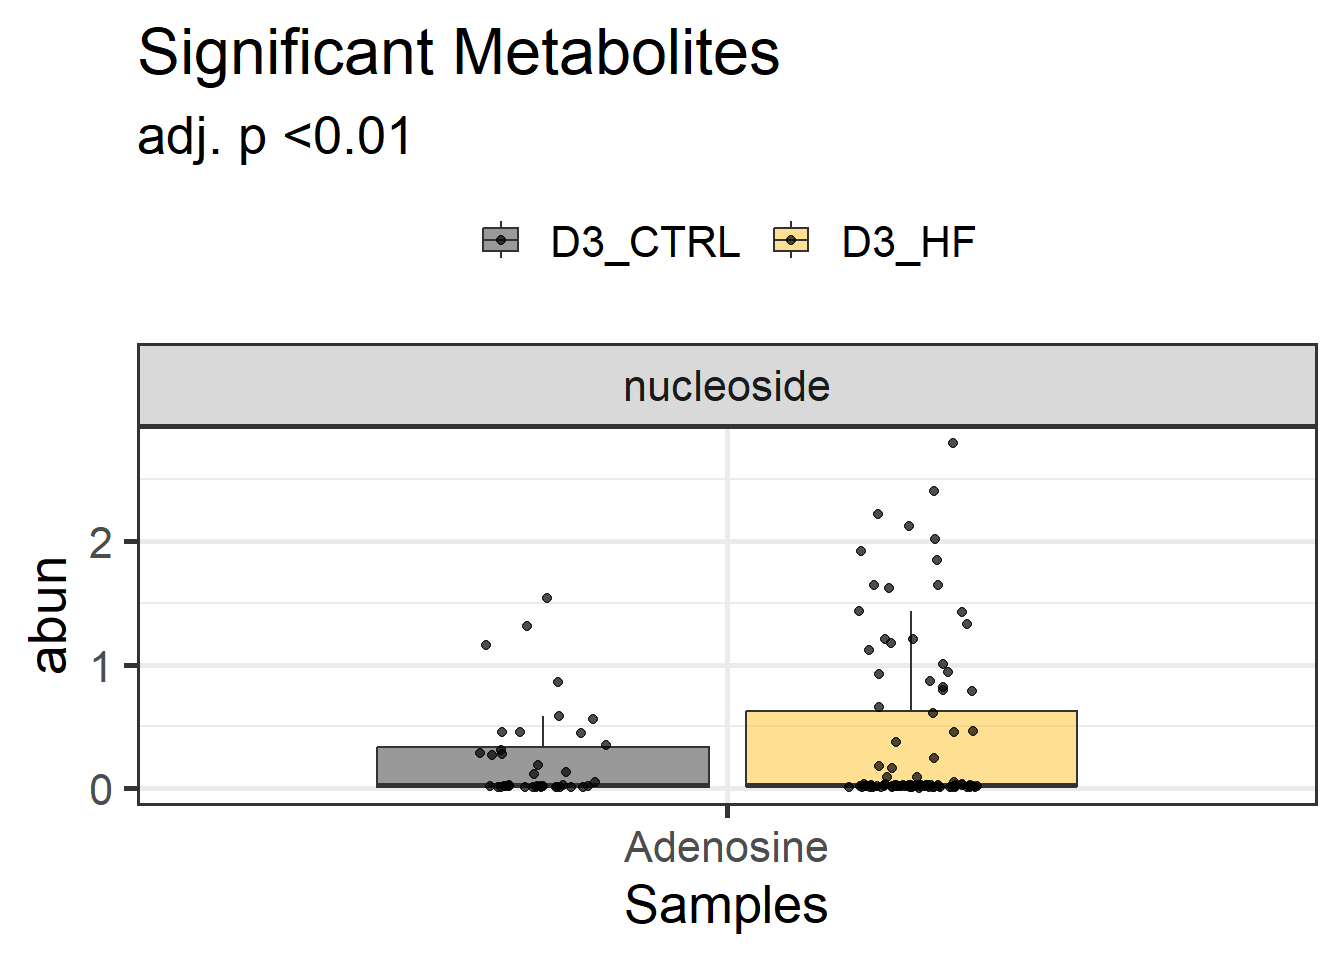 Significant Metabolites
adj. p <0.01
D3_CTRL D3_HF
nucleoside
2
1
0
abun
Adenosine
Samples